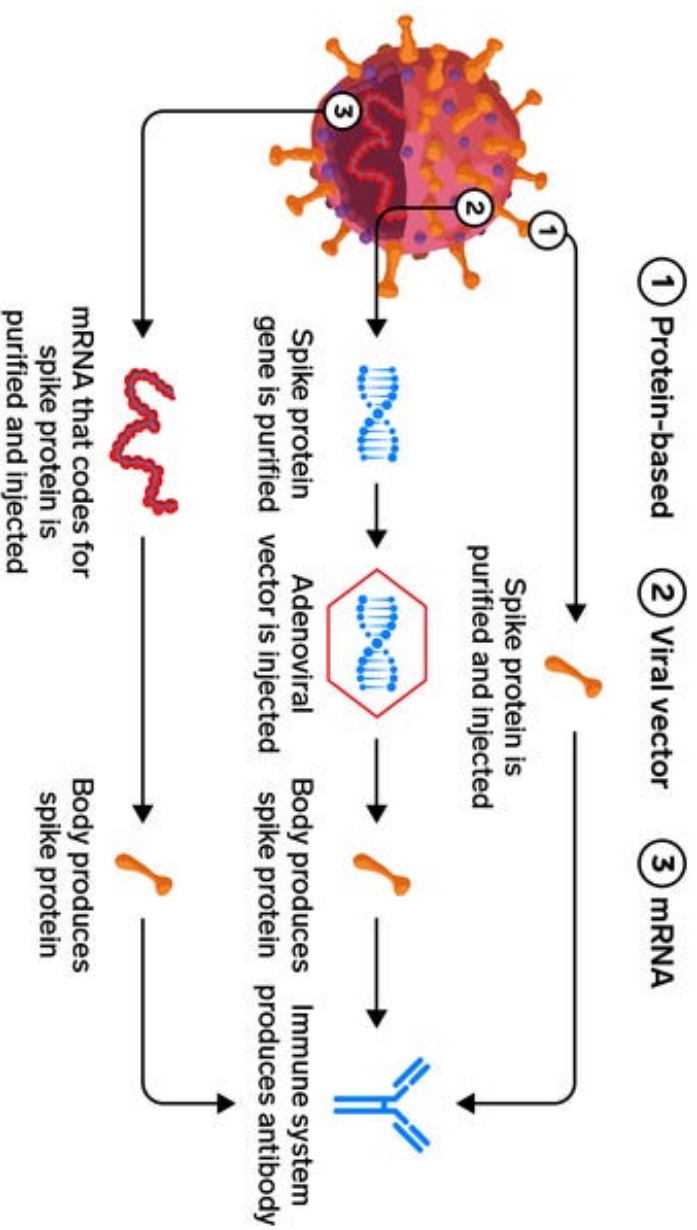 1 Protein-based 2 Viral vector 3 mRNA
1
Spike protein is
purified and injected
2
Spike protein
gene is purified
Adenoviral
vector is injected
Body produces
spike protein
Immune system
produces antibody
3
mRNA that codes for
spike protein is
purified and injected
Body produces
spike protein